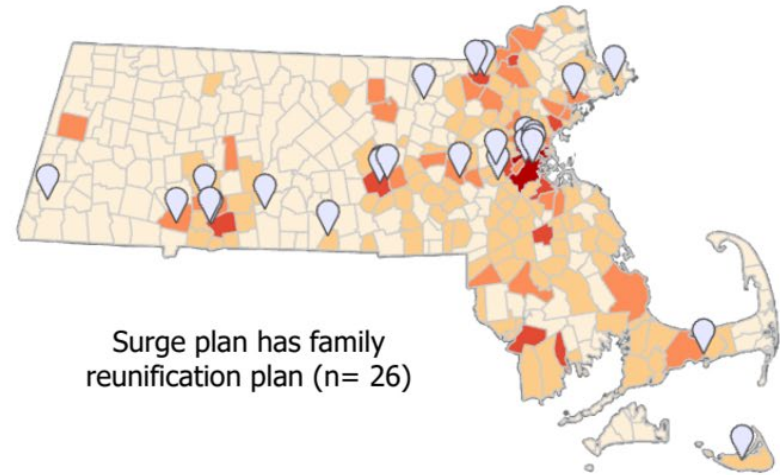 Surge plan has family
reunification plan (n= 26)